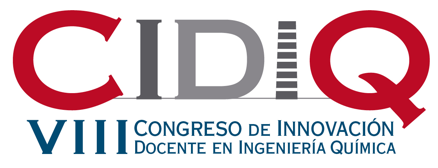 CIDIQ
VIII CONGRESO DE INNOVACIÓN
DOCENTE EN INGENIERÍA QUÍMICA